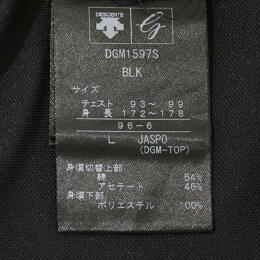 DESCENTE
DGM1597S
BLK
サイズ
チェスト 93~99
身長 172~178
96-6
L JASPO
(DGM-TOP)
身頃切替上部
綿 54%
アセテート 46%
身頃下部
ポリエステル 100%